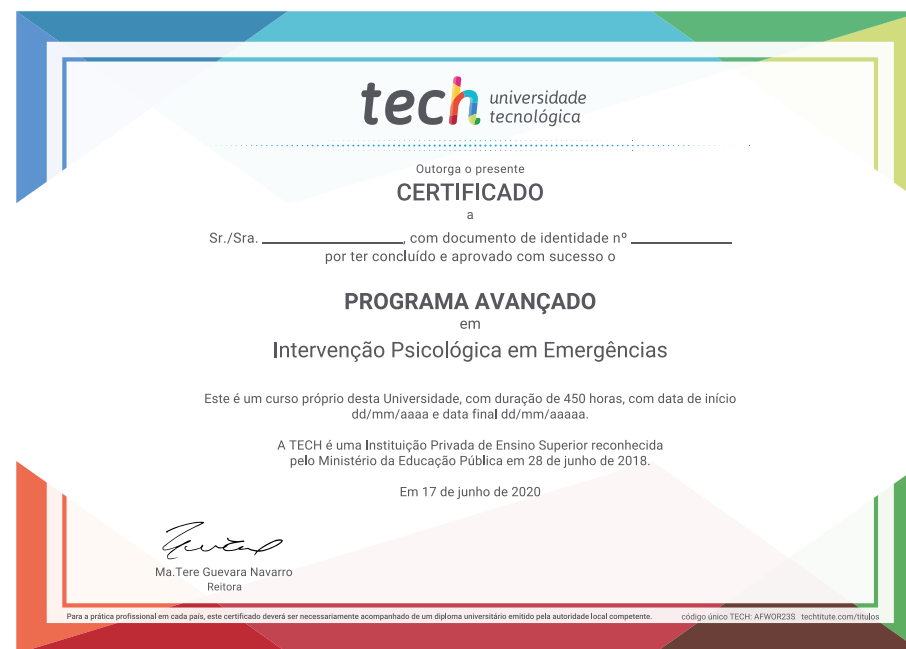 tech universidade
tecnológica
Outorga o presente
CERTIFICADO
a
Sr./Sra. ____________, com documento de identidade nº ____________
por ter concluído e aprovado com sucesso o
PROGRAMA AVANÇADO
em
Intervenção Psicológica em Emergências
Este é um curso próprio desta Universidade, com duração de 450 horas, com data de início
dd/mm/aaaa e data final dd/mm/aaaaa.
A TECH é uma Instituição Privada de Ensino Superior reconhecida
pelo Ministério da Educação Pública em 28 de junho de 2018.
Em 17 de junho de 2020
Ma.Tere Guevara Navarro
Reitora
Para a prática profissional em cada país, este certificado deverá ser necessariamente acompanhado de um diploma universitário emitido pela autoridade local competente. código único TECH: AFWOR23S techtitute.com/titulos